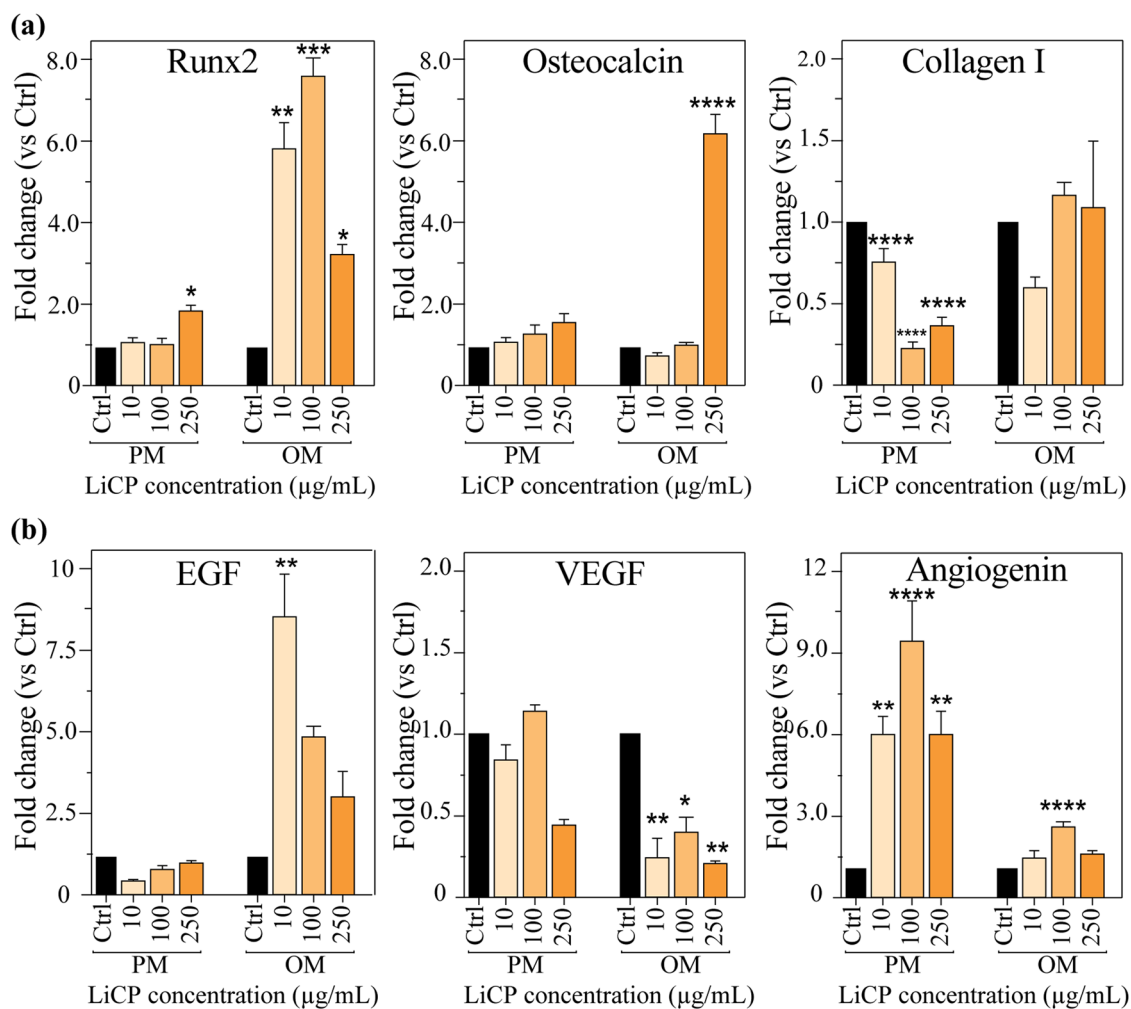 (a)
Runx2
Fold change (vs Ctrl)
8.0
6.0
4.0
2.0
0
**
***
*
*
Ctrl 10 100 250 Ctrl 10 100 250
PM OM
LiCP concentration (µg/mL)
Osteocalcin
Fold change (vs Ctrl)
8.0
6.0
4.0
2.0
0
****
Ctrl 10 100 250 Ctrl 10 100 250
PM OM
LiCP concentration (µg/mL)
Collagen I
Fold change (vs Ctrl)
2.0
1.5
1.0
0.5
0
****
****
****
Ctrl 10 100 250 Ctrl 10 100 250
PM OM
LiCP concentration (µg/mL)
(b)
EGF
Fold change (vs Ctrl)
10
7.5
5.0
2.5
0
**
Ctrl 10 100 250 Ctrl 10 100 250
PM OM
LiCP concentration (µg/mL)
VEGF
Fold change (vs Ctrl)
2.0
1.5
1.0
0.5
0
**
*
**
Ctrl 10 100 250 Ctrl 10 100 250
PM OM
LiCP concentration (µg/mL)
Angiogenin
Fold change (vs Ctrl)
12
9.0
6.0
3.0
0
**
****
**
****
Ctrl 10 100 250 Ctrl 10 100 250
PM OM
LiCP concentration (µg/mL)